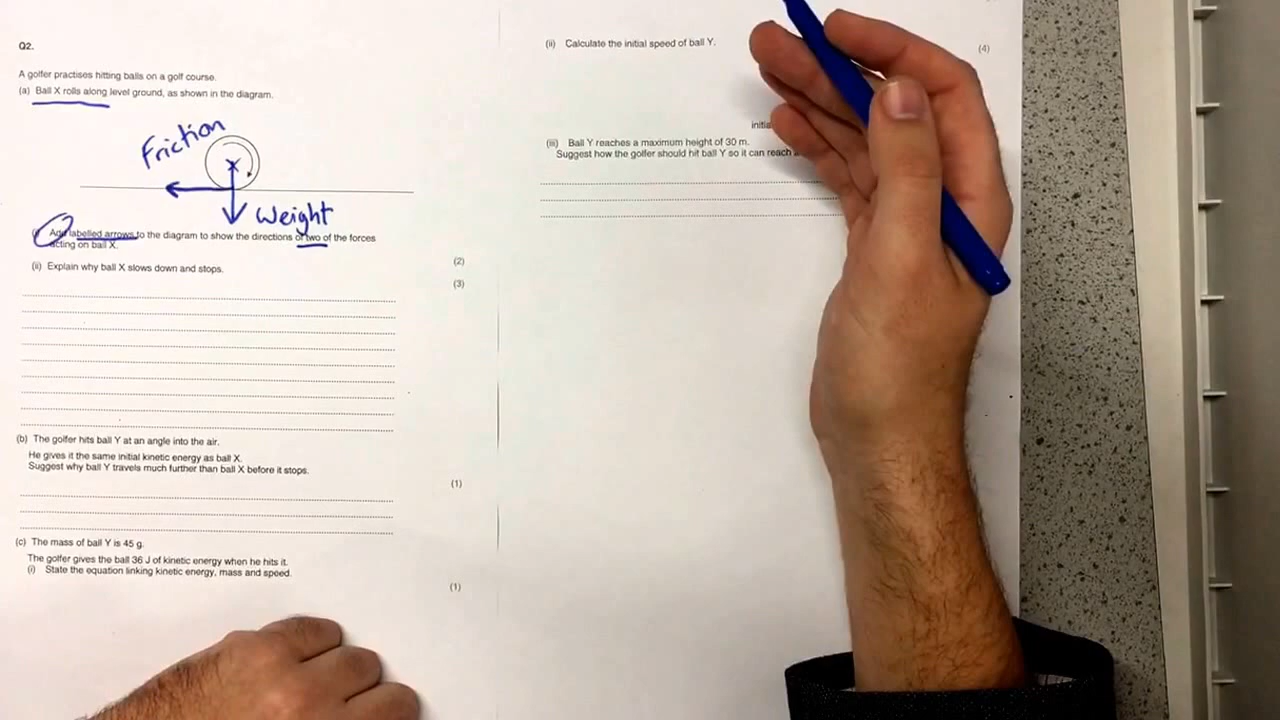 Q2.
A golfer practises hitting balls on a golf course.
(a) Ball X rolls along level ground, as shown in the diagram.
Friction
X
Weight
(i) Add labelled arrows to the diagram to show the directions of two of the forces
acting on ball X.
(2)
(ii) Explain why ball X slows down and stops.
(3)
(b) The golfer hits ball Y at an angle into the air.
He gives it the same initial kinetic energy as ball X.
Suggest why ball Y travels much further than ball X before it stops.
(1)
(c) The mass of ball Y is 45 g.
The golfer gives the ball 36 J of kinetic energy when he hits it.
(i) State the equation linking kinetic energy, mass and speed.
(1)
(ii) Calculate the initial speed of ball Y.
(4)
(iii) Ball Y reaches a maximum height of 30 m.
Suggest how the golfer should hit ball Y so it can reach